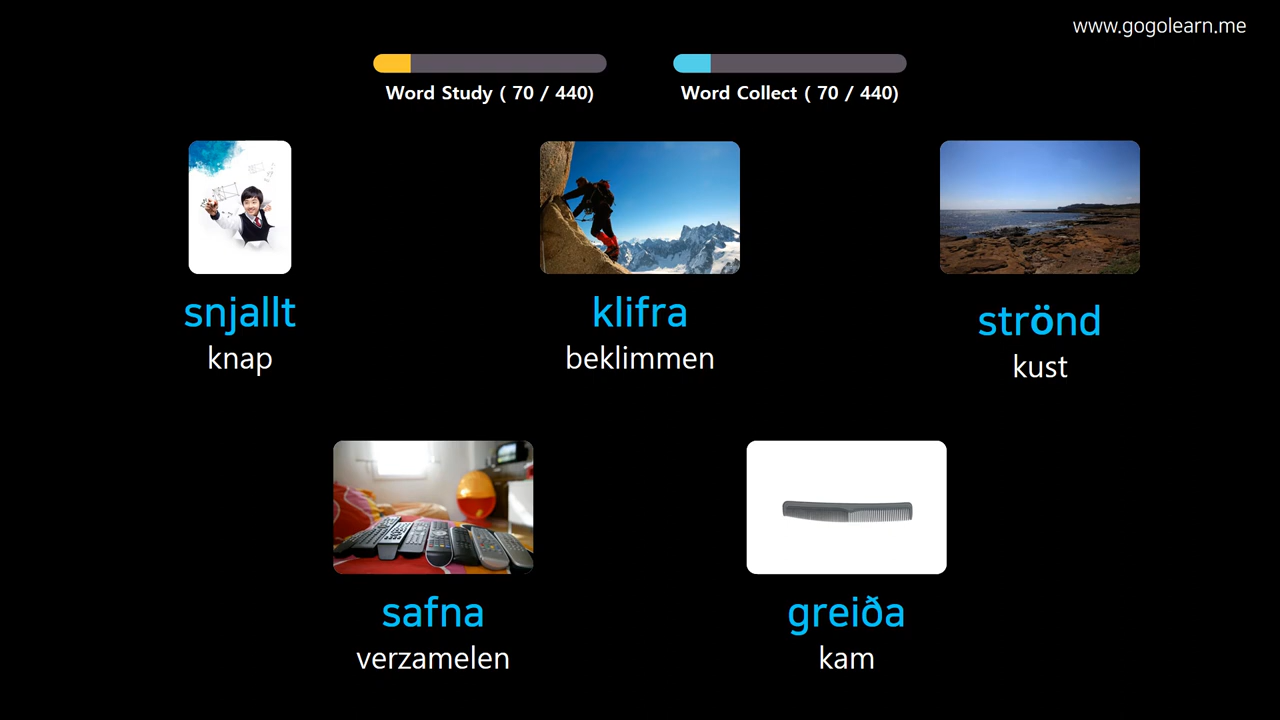 www.gogolearn.me
Word Study ( 70 / 440)
Word Collect ( 70 / 440)
snjallt
knap
klifra
beklimmen
strönd
kust
safna
verzamelen
greiða
kam